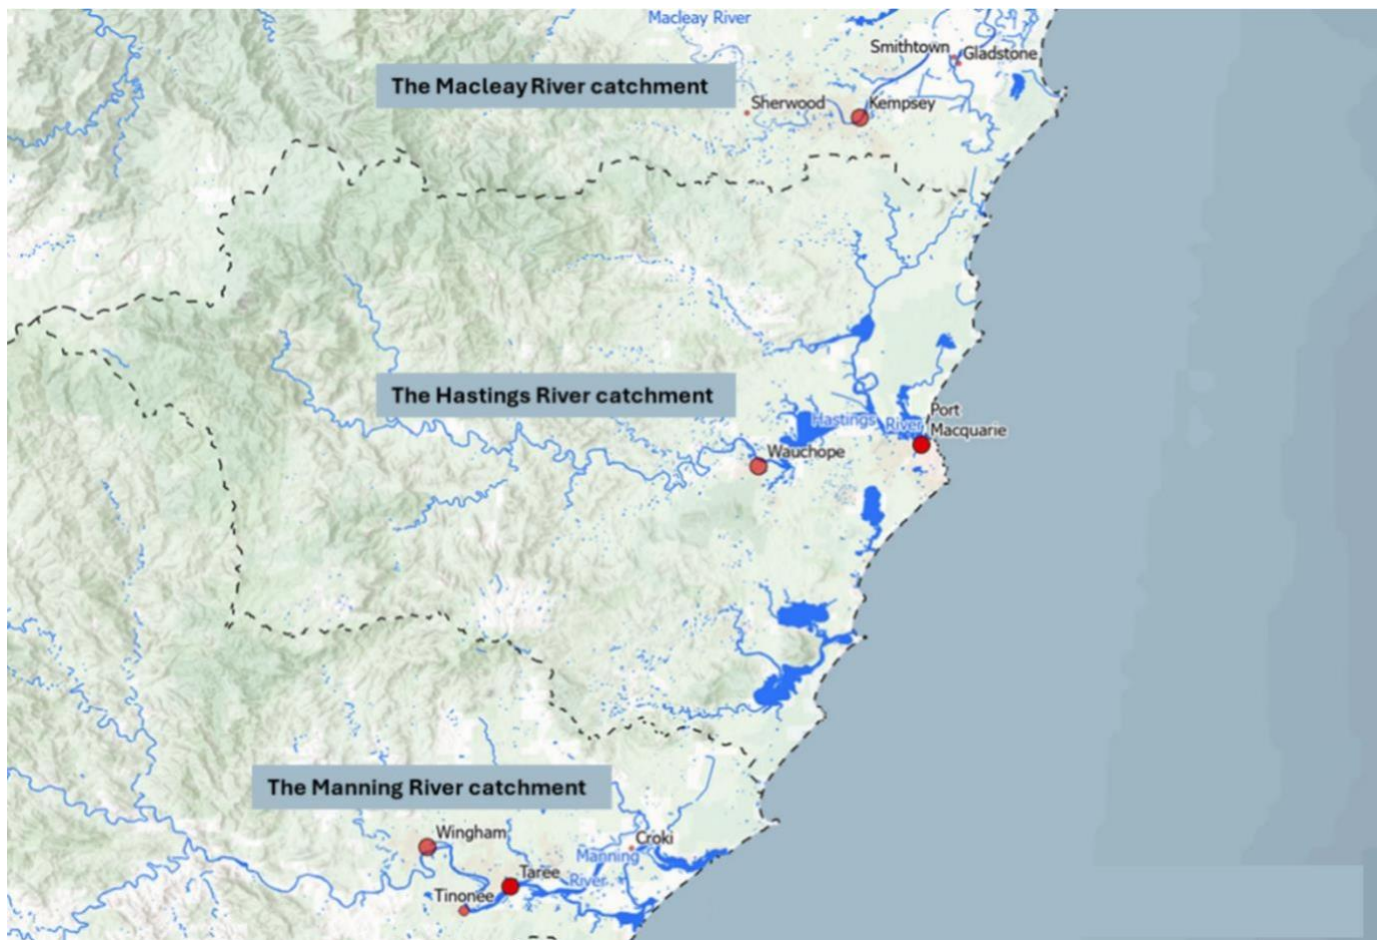 Macleay River
Smithtown
Gladstone
The Macleay River catchment
Sherwood
Kempsey
The Hastings River catchment
Port
Macquarie
Hastings River
Wauchope
The Manning River catchment
Wingham
Croki
Manning
River
Taree
Tinonee